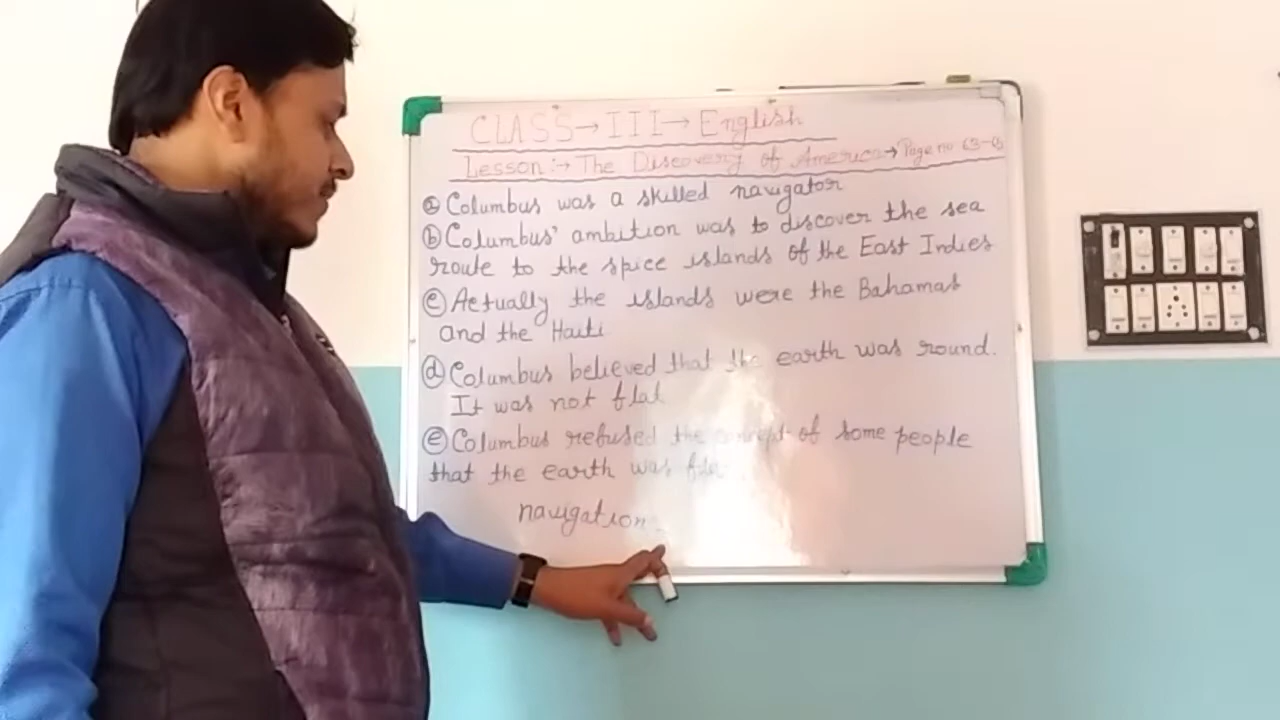 CLASS→III→English
Lesson:→ The Discovery of America→ Page no
ⓐ Columbus was a skilled navigator
ⓑ Columbus' ambition was to discover the sea
route to the spice islands of the East Indies
ⓒ Actually the islands were the Bahamas
and the Haiti
ⓓ Columbus believed that the earth was round.
It was not flat
ⓔ Columbus refused the concept of some people
that the earth was
navigation